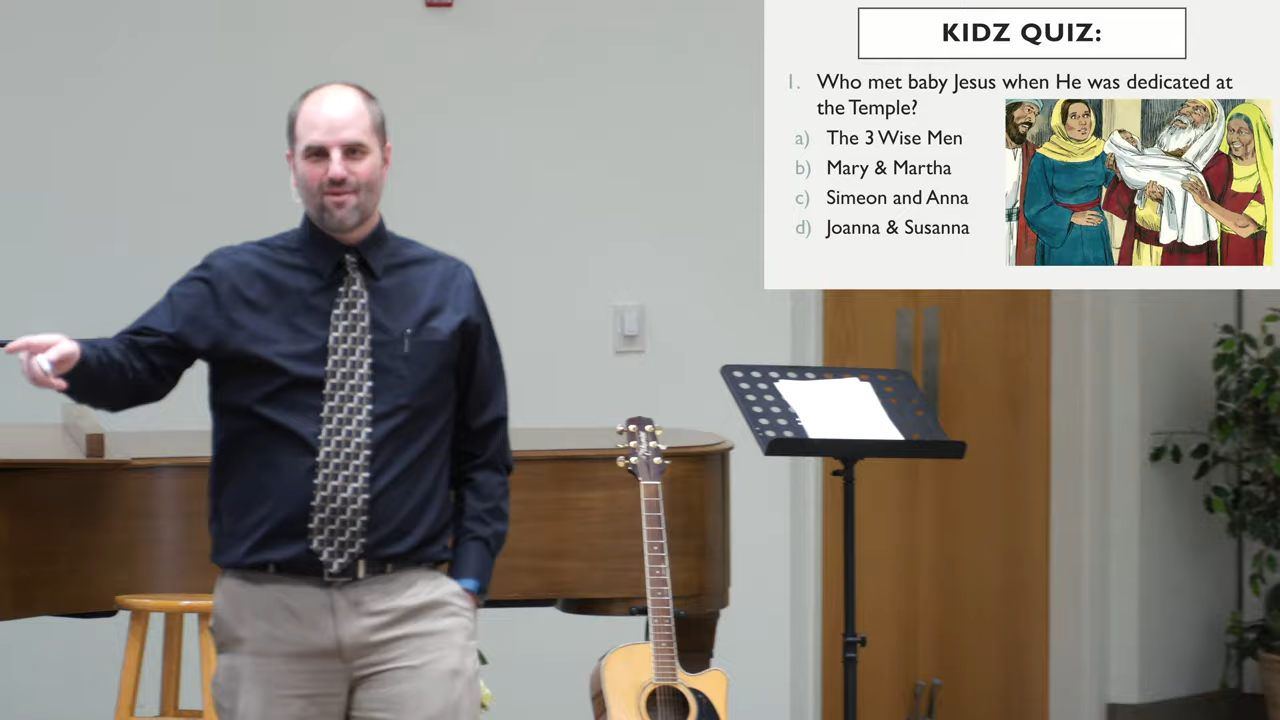 KIDZ QUIZ:
1. Who met baby Jesus when He was dedicated at
the Temple?
a) The 3 Wise Men
b) Mary & Martha
c) Simeon and Anna
d) Joanna & Susanna